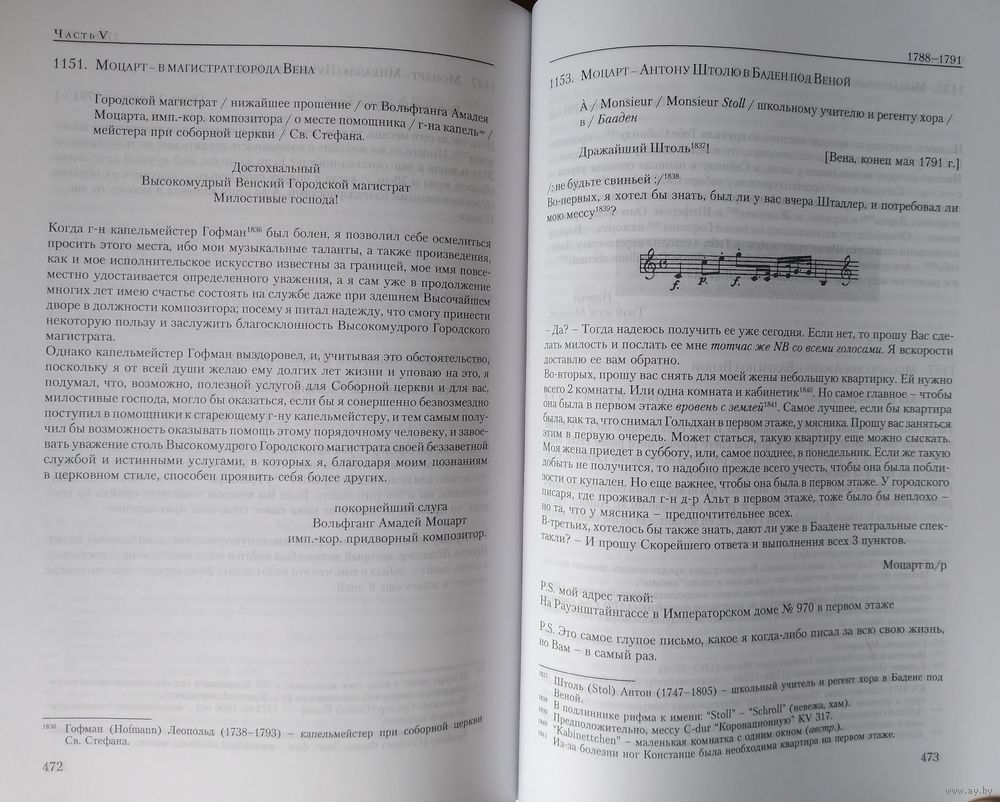 Часть V
1151. Моцарт – в магистрат города Вена
Городской магистрат / нижайшее прошение / от Вольфганга Амадея
Моцарта, имп.-кор. композитора / о месте помощника / г-на капель= /
мейстера при соборной церкви / Св. Стефана.
Достохвальный
Высокомудрый Венский Городской магистрат
Милостивые господа!
Когда г-н капельмейстер Гофман1836 был болен, я позволил себе осмелиться
просить этого места, ибо мои музыкальные таланты, а также произведения,
как и мое исполнительское искусство известны за границей, мое имя повсе-
местно удостаивается определенного уважения, а я сам уже в продолжение
многих лет имею счастье состоять на службе даже при здешнем Высочайшем
дворе в должности композитора; посему я питал надежду, что смогу принести
некоторую пользу и заслужить благосклонность Высокомудрого Городского
магистрата.
Однако капельмейстер Гофман выздоровел, и, учитывая это обстоятельство,
поскольку я от всей души желаю ему долгих лет жизни и уповаю на это, я
подумал, что, возможно, полезной услугой для Соборной церкви и для вас,
милостивые господа, могло бы оказаться, если бы я совершенно безвозмездно
поступил в помощники к стареющему г-ну капельмейстеру, и тем самым полу-
чил бы возможность оказывать помощь этому порядочному человеку, и завое-
вать уважение столь Высокомудрого Городского магистрата своей беззаветной
службой и истинными услугами, в которых я, благодаря моим познаниям
в церковном стиле, способен проявить себя более других.
покорнейший слуга
Вольфганг Амадей Моцарт
имп.-кор. придворный композитор.
1836 Гофман (Hofmann) Леопольд (1738–1793) – капельмейстер при соборной церкви
Св. Стефана.
472
1788–1791
1153. Моцарт – Антону Штолю в Баден под Веной
À / Monsieur / Monsieur Stoll / школьному учителю и регенту хора /
в / Бааден
Дражайший Штоль1837!
[Вена, конец мая 1791 г.]
/: не будьте свиньей :/1838
Во-первых, я хотел бы знать, был ли у вас вчера Штадлер, и потребовал ли
мою мессу1839?
f. p. f.
– Да? – Тогда надеюсь получить ее уже сегодня. Если нет, то прошу Вас сде-
лать милость и послать ее мне тотчас же NB со всеми голосами. Я вскорости
доставлю ее вам обратно.
Во-вторых, прошу вас снять для моей жены небольшую квартирку. Ей нужно
всего 2 комнаты. Или одна комната и кабинетик1840. Но самое главное – чтобы
она была в первом этаже вровень с землей1841. Самое лучшее, если бы квартира
была, как та, что снимал Гольдхан в первом этаже, у мясника. Прошу вас заняться
этим в первую очередь. Может статься, такую квартиру еще можно сыскать.
Моя жена приедет в субботу, или, самое позднее, в понедельник. Если же такую
добыть не получится, то надобно прежде всего учесть, чтобы она была побли-
зости от купален. Но еще важнее, чтобы она была в первом этаже. У городского
писаря, где проживал г-н д-р Альт в первом этаже, тоже было бы неплохо –
но та, что у мясника – предпочтительнее всех.
В-третьих, хотелось бы также знать, дают ли уже в Баадене театральные спек-
такли? – И прошу Скорейшего ответа и выполнения всех 3 пунктов.
Моцарт m/p
P.S. мой адрес такой:
На Рауэнштайнгассе в Императорском доме № 970 в первом этаже
P.S. Это самое глупое письмо, какое я когда-либо писал за всю свою жизнь,
но Вам – в самый раз.
1837 Штоль (Stol) Антон (1747–1805) – школьный учитель и регент хора в Бадене под
Веной.
1838 В подлиннике рифма к имени: "Stoll" – "Schroll" (невежа, хам).
1839 Предположительно, мессу C-dur "Коронационную" KV 317.
1840 "Kabinettchen" – маленькая комнатка с одним окном (австр.).
1841 Из-за болезни ног Констанце была необходима квартира на первом этаже.
473
www.ay.by